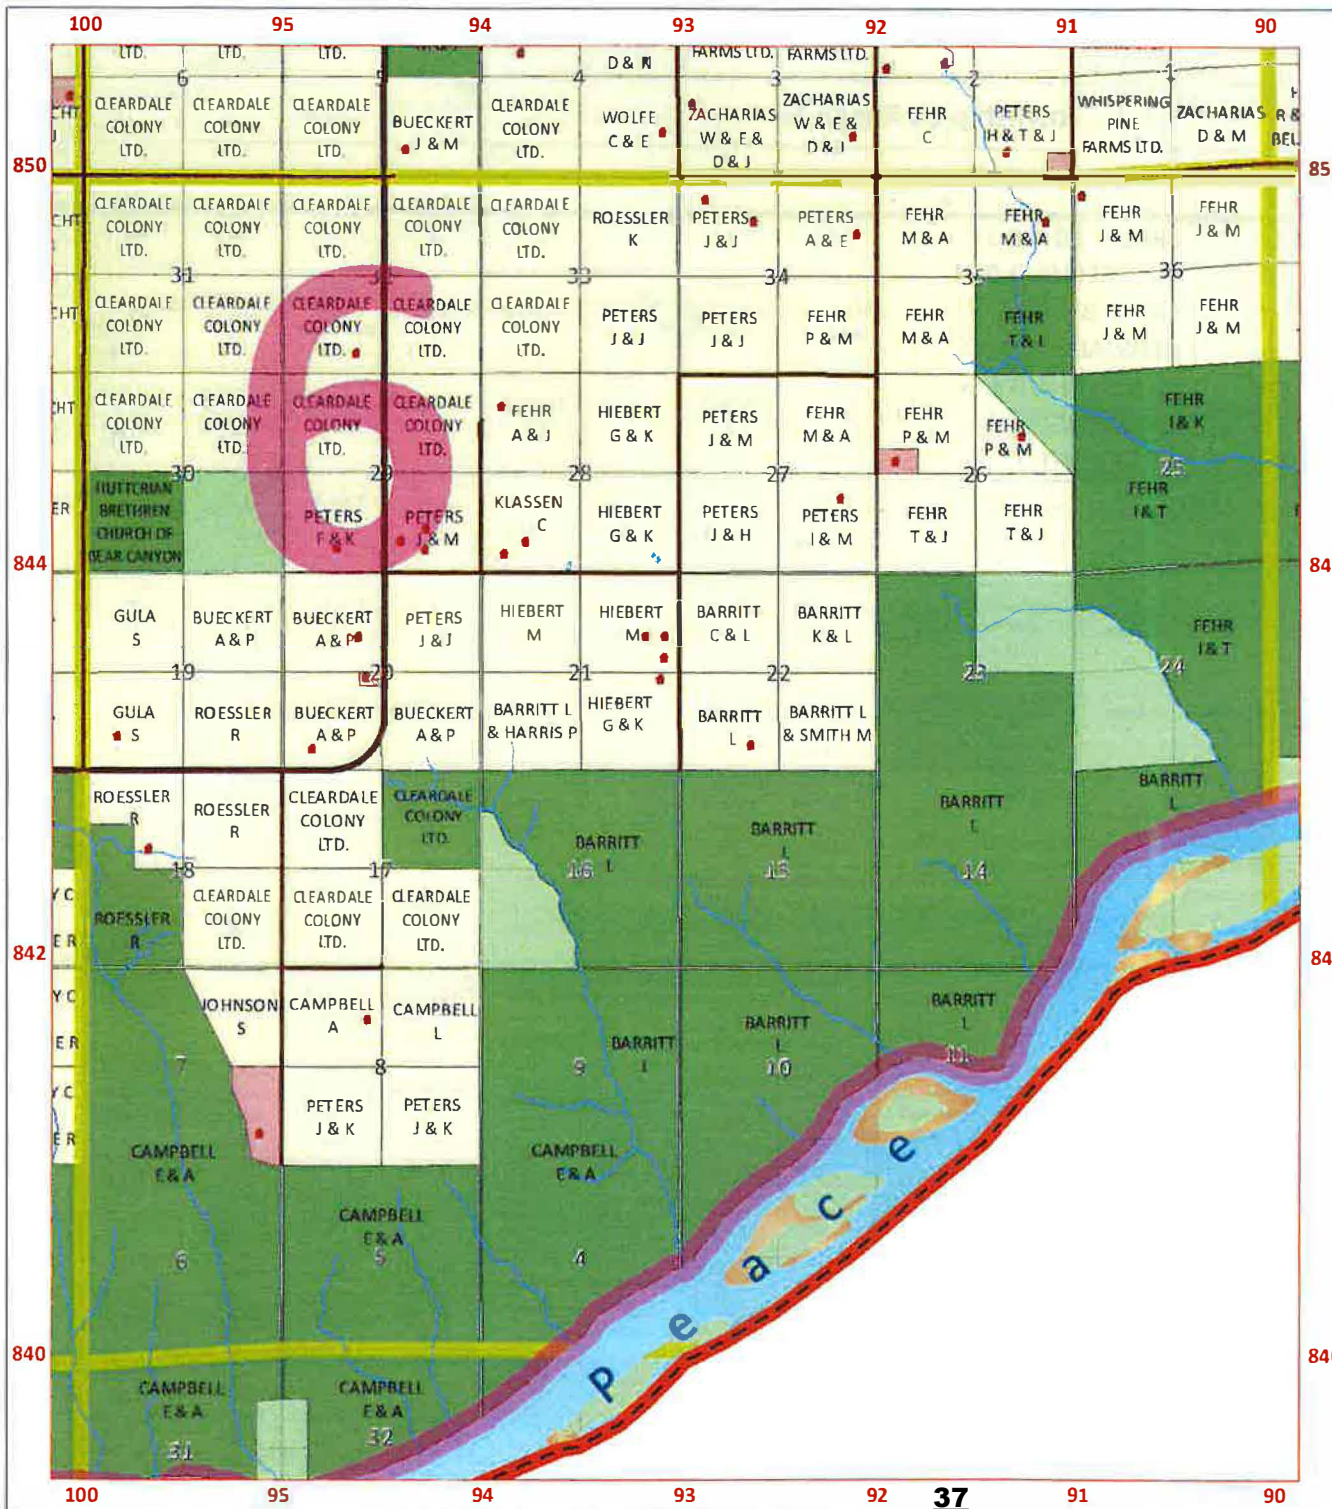 100 95 94 93 92 91 90
LTD. LTD. LTD. D & N FARMS LTD. FARMS LTD.
6 5 4 3 2 1
CLEARDALE COLONY LTD.
CLEARDALE COLONY LTD.
CLEARDALE COLONY LTD.
BUECKERT J & M
CLEARDALE COLONY LTD.
WOLFE C & E
ZACHARIAS W & E & D & J
ZACHARIAS W & E & D & J
FEHR C
PETERS H & T & J
WHISPERING PINE FARMS LTD.
ZACHARIAS D & M
850
85
CLEARDALE COLONY LTD.
CLEARDALE COLONY LTD.
CLEARDALE COLONY LTD.
CLEARDALE COLONY LTD.
CLEARDALE COLONY LTD.
ROESSLER K
PETERS J & J
PETERS A & E
FEHR M & A
FEHR M & A
FEHR J & M
FEHR J & M
31 32 33 34 35 36
6
CLEARDALE COLONY LTD.
CLEARDALE COLONY LTD.
CLEARDALE COLONY LTD.
CLEARDALE COLONY LTD.
CLEARDALE COLONY LTD.
PETERS J & J
PETERS J & J
FEHR P & M
FEHR M & A
FEHR
FEHR J & M
FEHR J & M
CLEARDALE COLONY LTD.
CLEARDALE COLONY LTD.
CLEARDALE COLONY LTD.
CLEARDALE COLONY LTD.
FEHR A & J
HIEBERT G & K
PETERS J & M
FEHR M & A
FEHR P & M
FEHR P & M
FEHR I & K
30 29 28 27 26 25
HUTTERIAN BRETHREN CHURCH OF BEAR CANYON
PETERS F & K
PETERS J & M
KLASSEN C
HIEBERT G & K
PETERS J & H
PETERS I & M
FEHR T & J
FEHR T & J
FEHR I & T
844
84
GULA S
BUECKERT A & P
BUECKERT A & P
PETERS J & J
HIEBERT M
HIEBERT M
BARRITT C & L
BARRITT K & L
FEHR I & T
19 20 21 22 23 24
GULA S
ROESSLER R
BUECKERT A & P
BUECKERT A & P
BARRITT L & HARRIS P
HIEBERT G & K
BARRITT L
BARRITT L & SMITH M
ROESSLER R
ROESSLER R
CLEARDALE COLONY LTD.
CLEARDALE COLONY LTD.
BARRITT L
BARRITT L
BARRITT L
BARRITT L
18 17 16 15 14
ROESSLER R
CLEARDALE COLONY LTD.
CLEARDALE COLONY LTD.
CLEARDALE COLONY LTD.
842
84
JOHNSON S
CAMPBELL A
CAMPBELL L
BARRITT L
BARRITT L
BARRITT L
7 8 9 10 11
PETERS J & K
PETERS J & K
CAMPBELL E & A
CAMPBELL E & A
CAMPBELL E & A
6 5 4
P e a c e
840
840
CAMPBELL E & A
CAMPBELL E & A
31 32
100 95 94 93 92 37 91 90